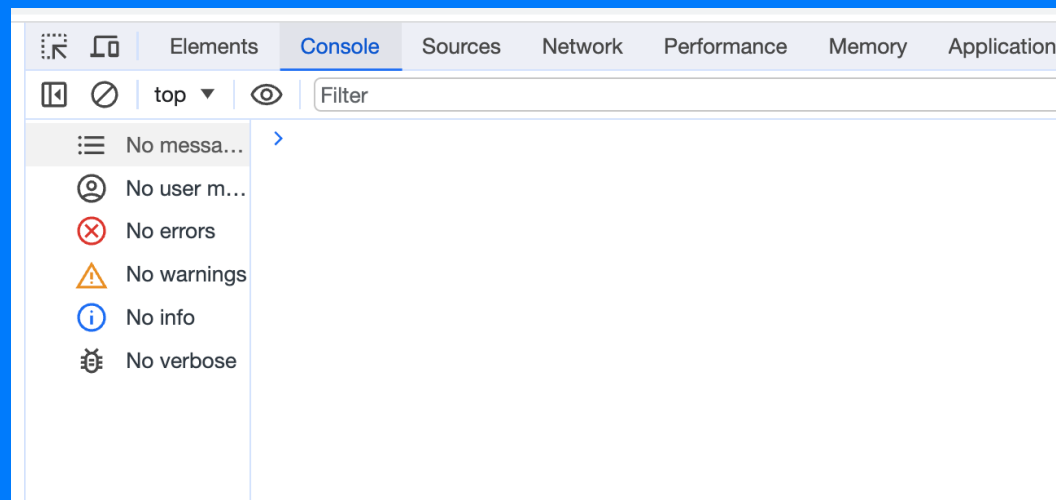 Elements Console Sources Network Performance Memory Application
top Filter
No messa...
No user m...
No errors
No warnings
No info
No verbose